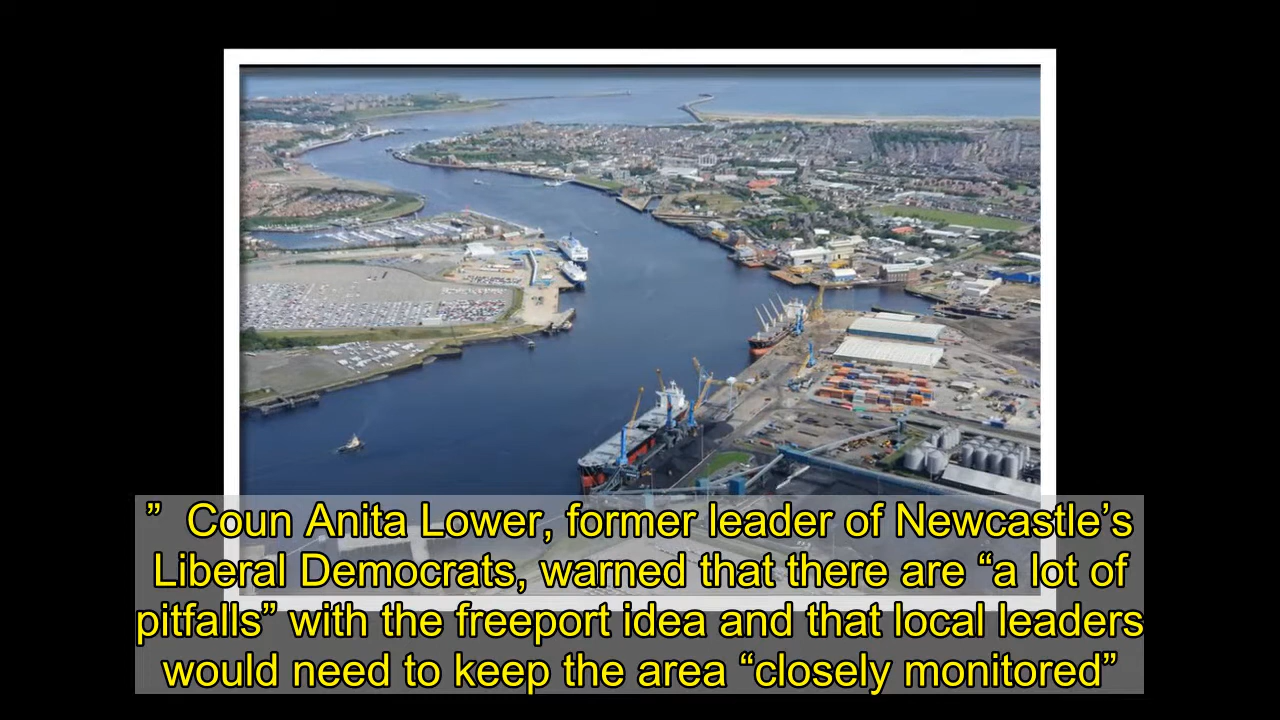 ”  Coun Anita Lower, former leader of Newcastle’s
Liberal Democrats, warned that there are “a lot of
pitfalls” with the freeport idea and that local leaders
would need to keep the area “closely monitored”